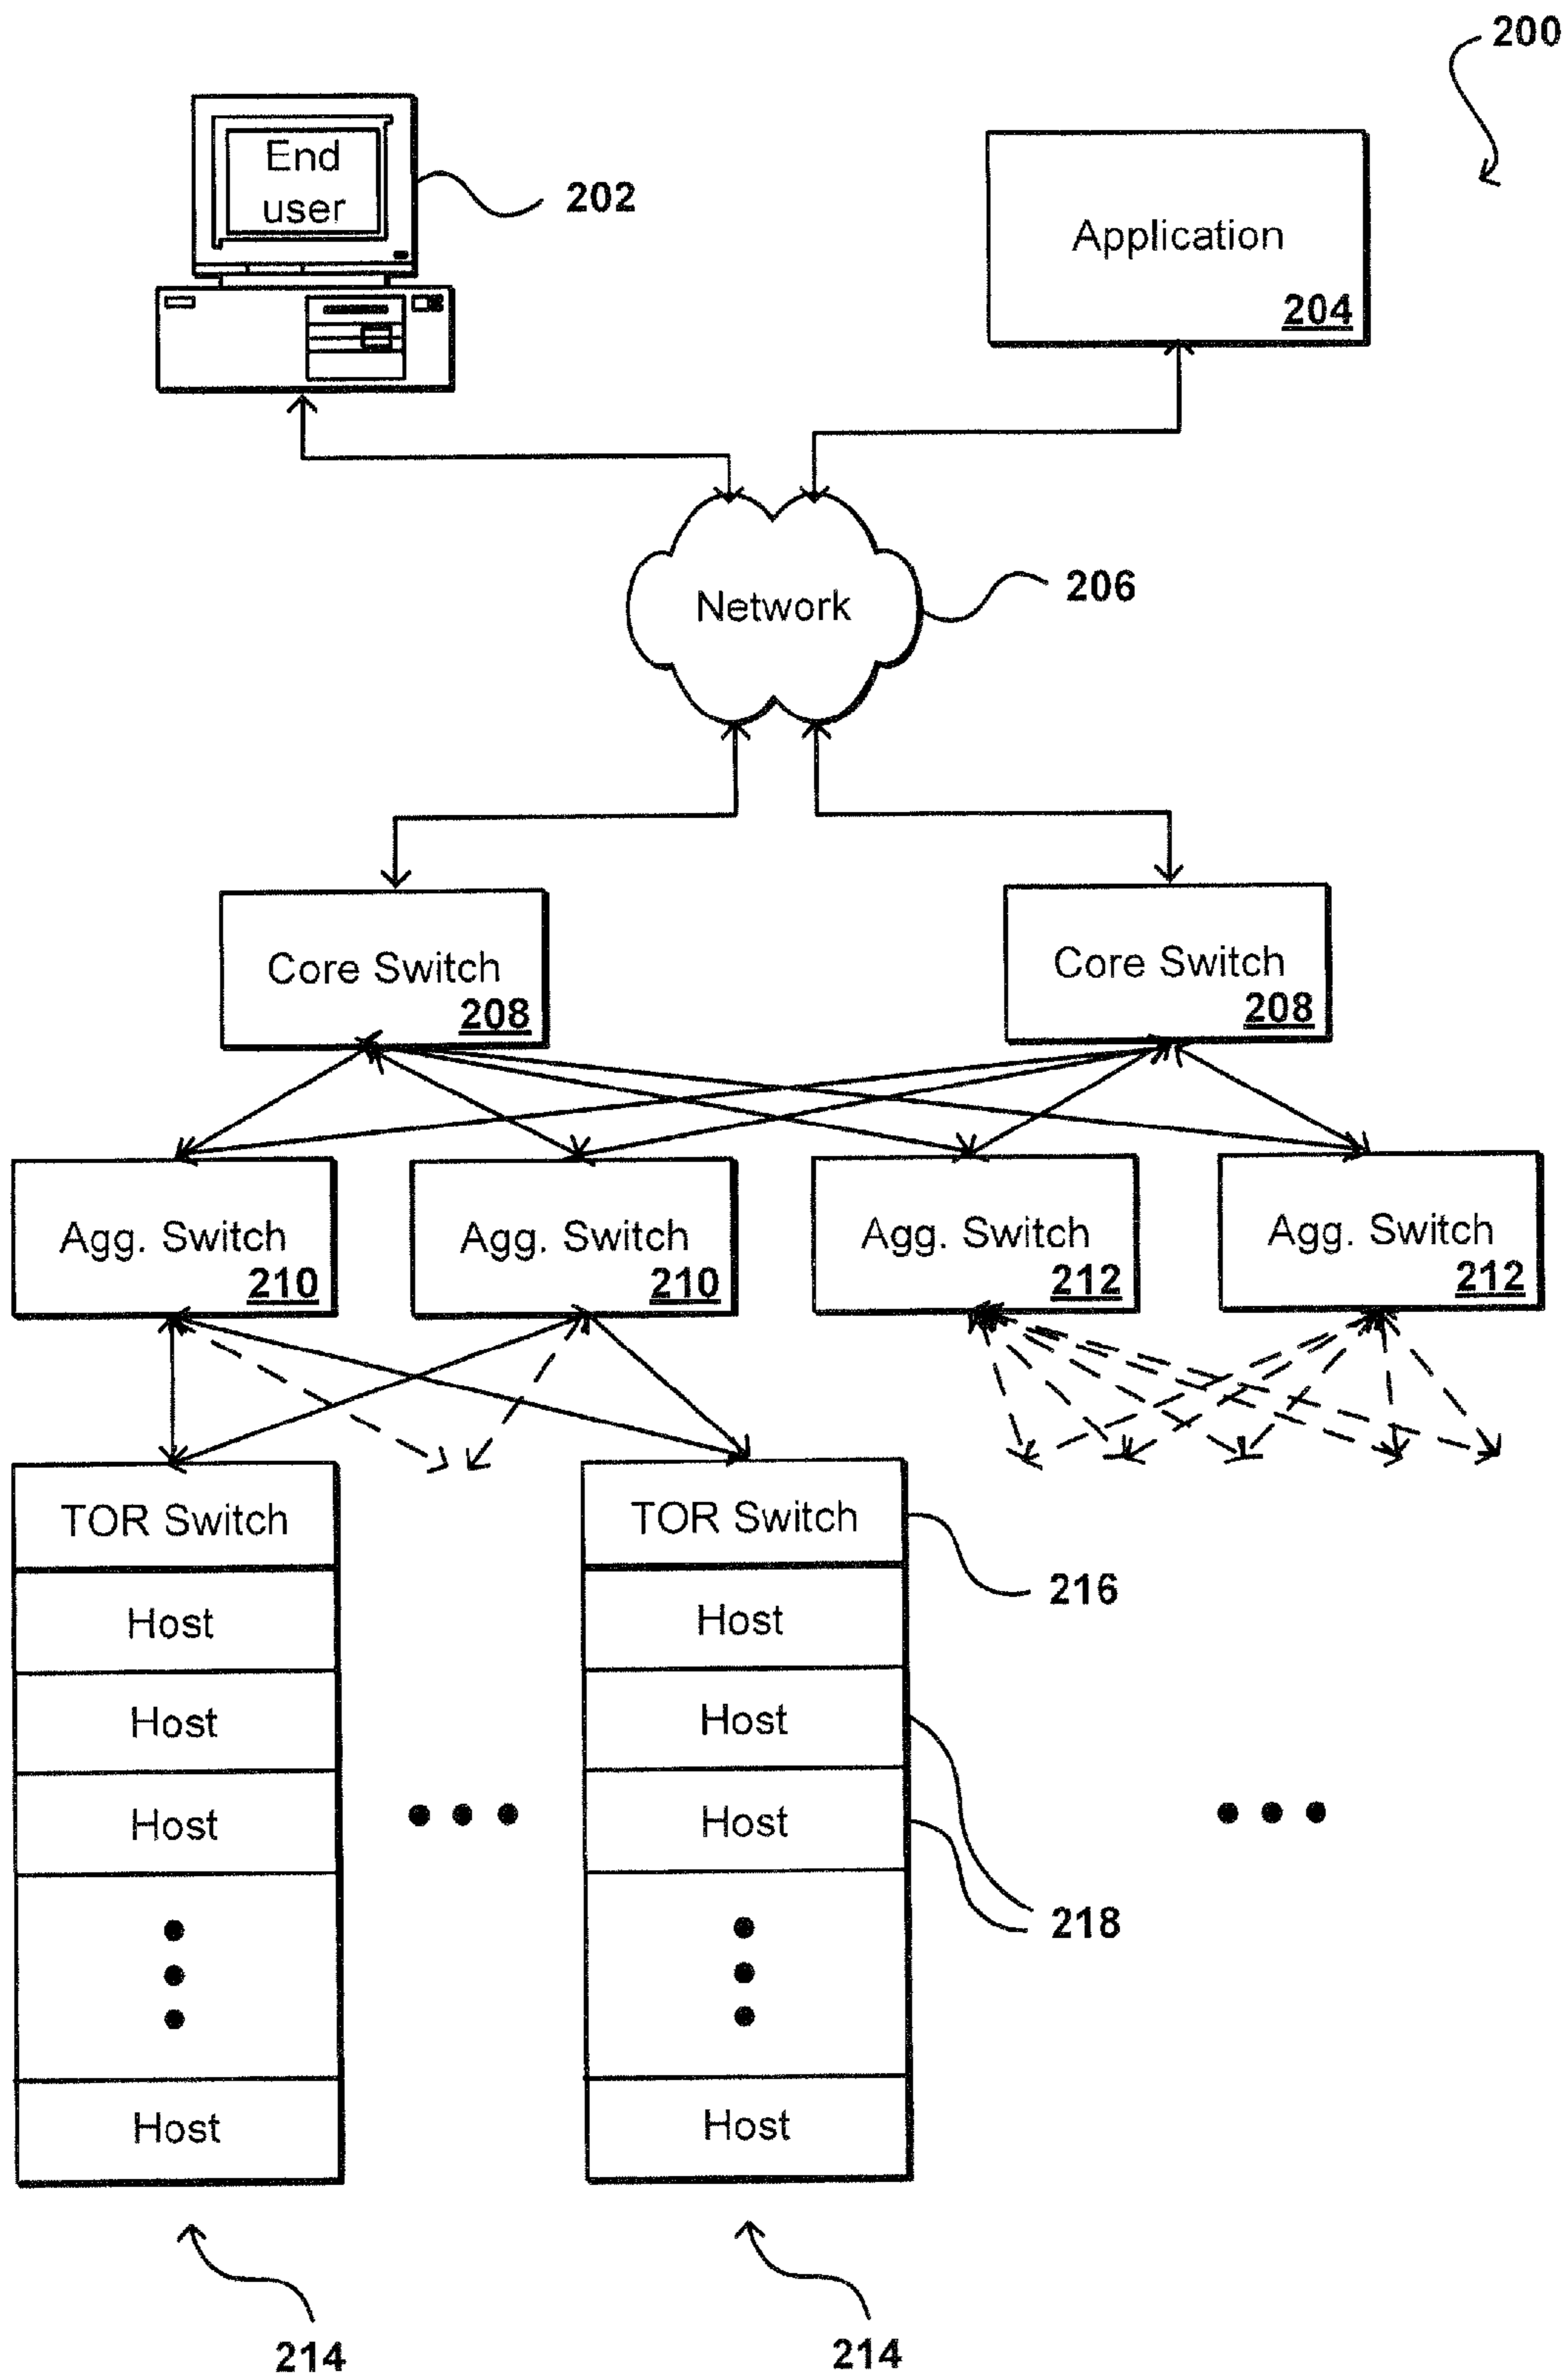 200
End
user
202
Application
204
Network
206
Core Switch
208
Core Switch
208
Agg. Switch
210
Agg. Switch
210
Agg. Switch
212
Agg. Switch
212
TOR Switch
TOR Switch
216
Host
Host
Host
Host
Host
Host
218
Host
Host
214
214